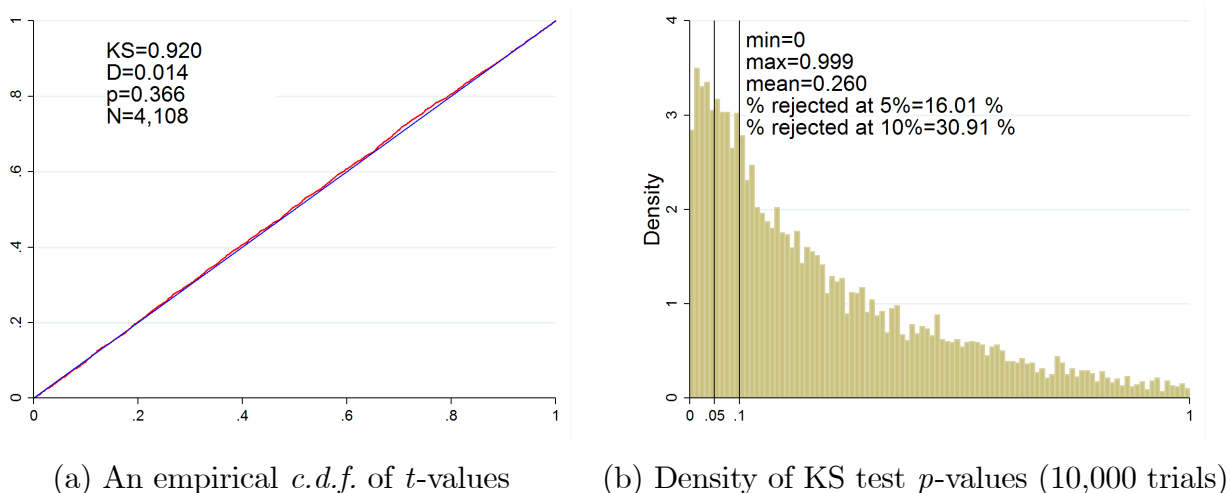 KS=0.920
D=0.014
p=0.366
N=4,108
1
.8
.6
.4
.2
0
0 .2 .4 .6 .8 1
(a) An empirical c.d.f. of t-values
min=0
max=0.999
mean=0.260
% rejected at 5%=16.01 %
% rejected at 10%=30.91 %
Density
4
3
2
1
0
0 .05 .1 1
(b) Density of KS test p-values (10,000 trials)